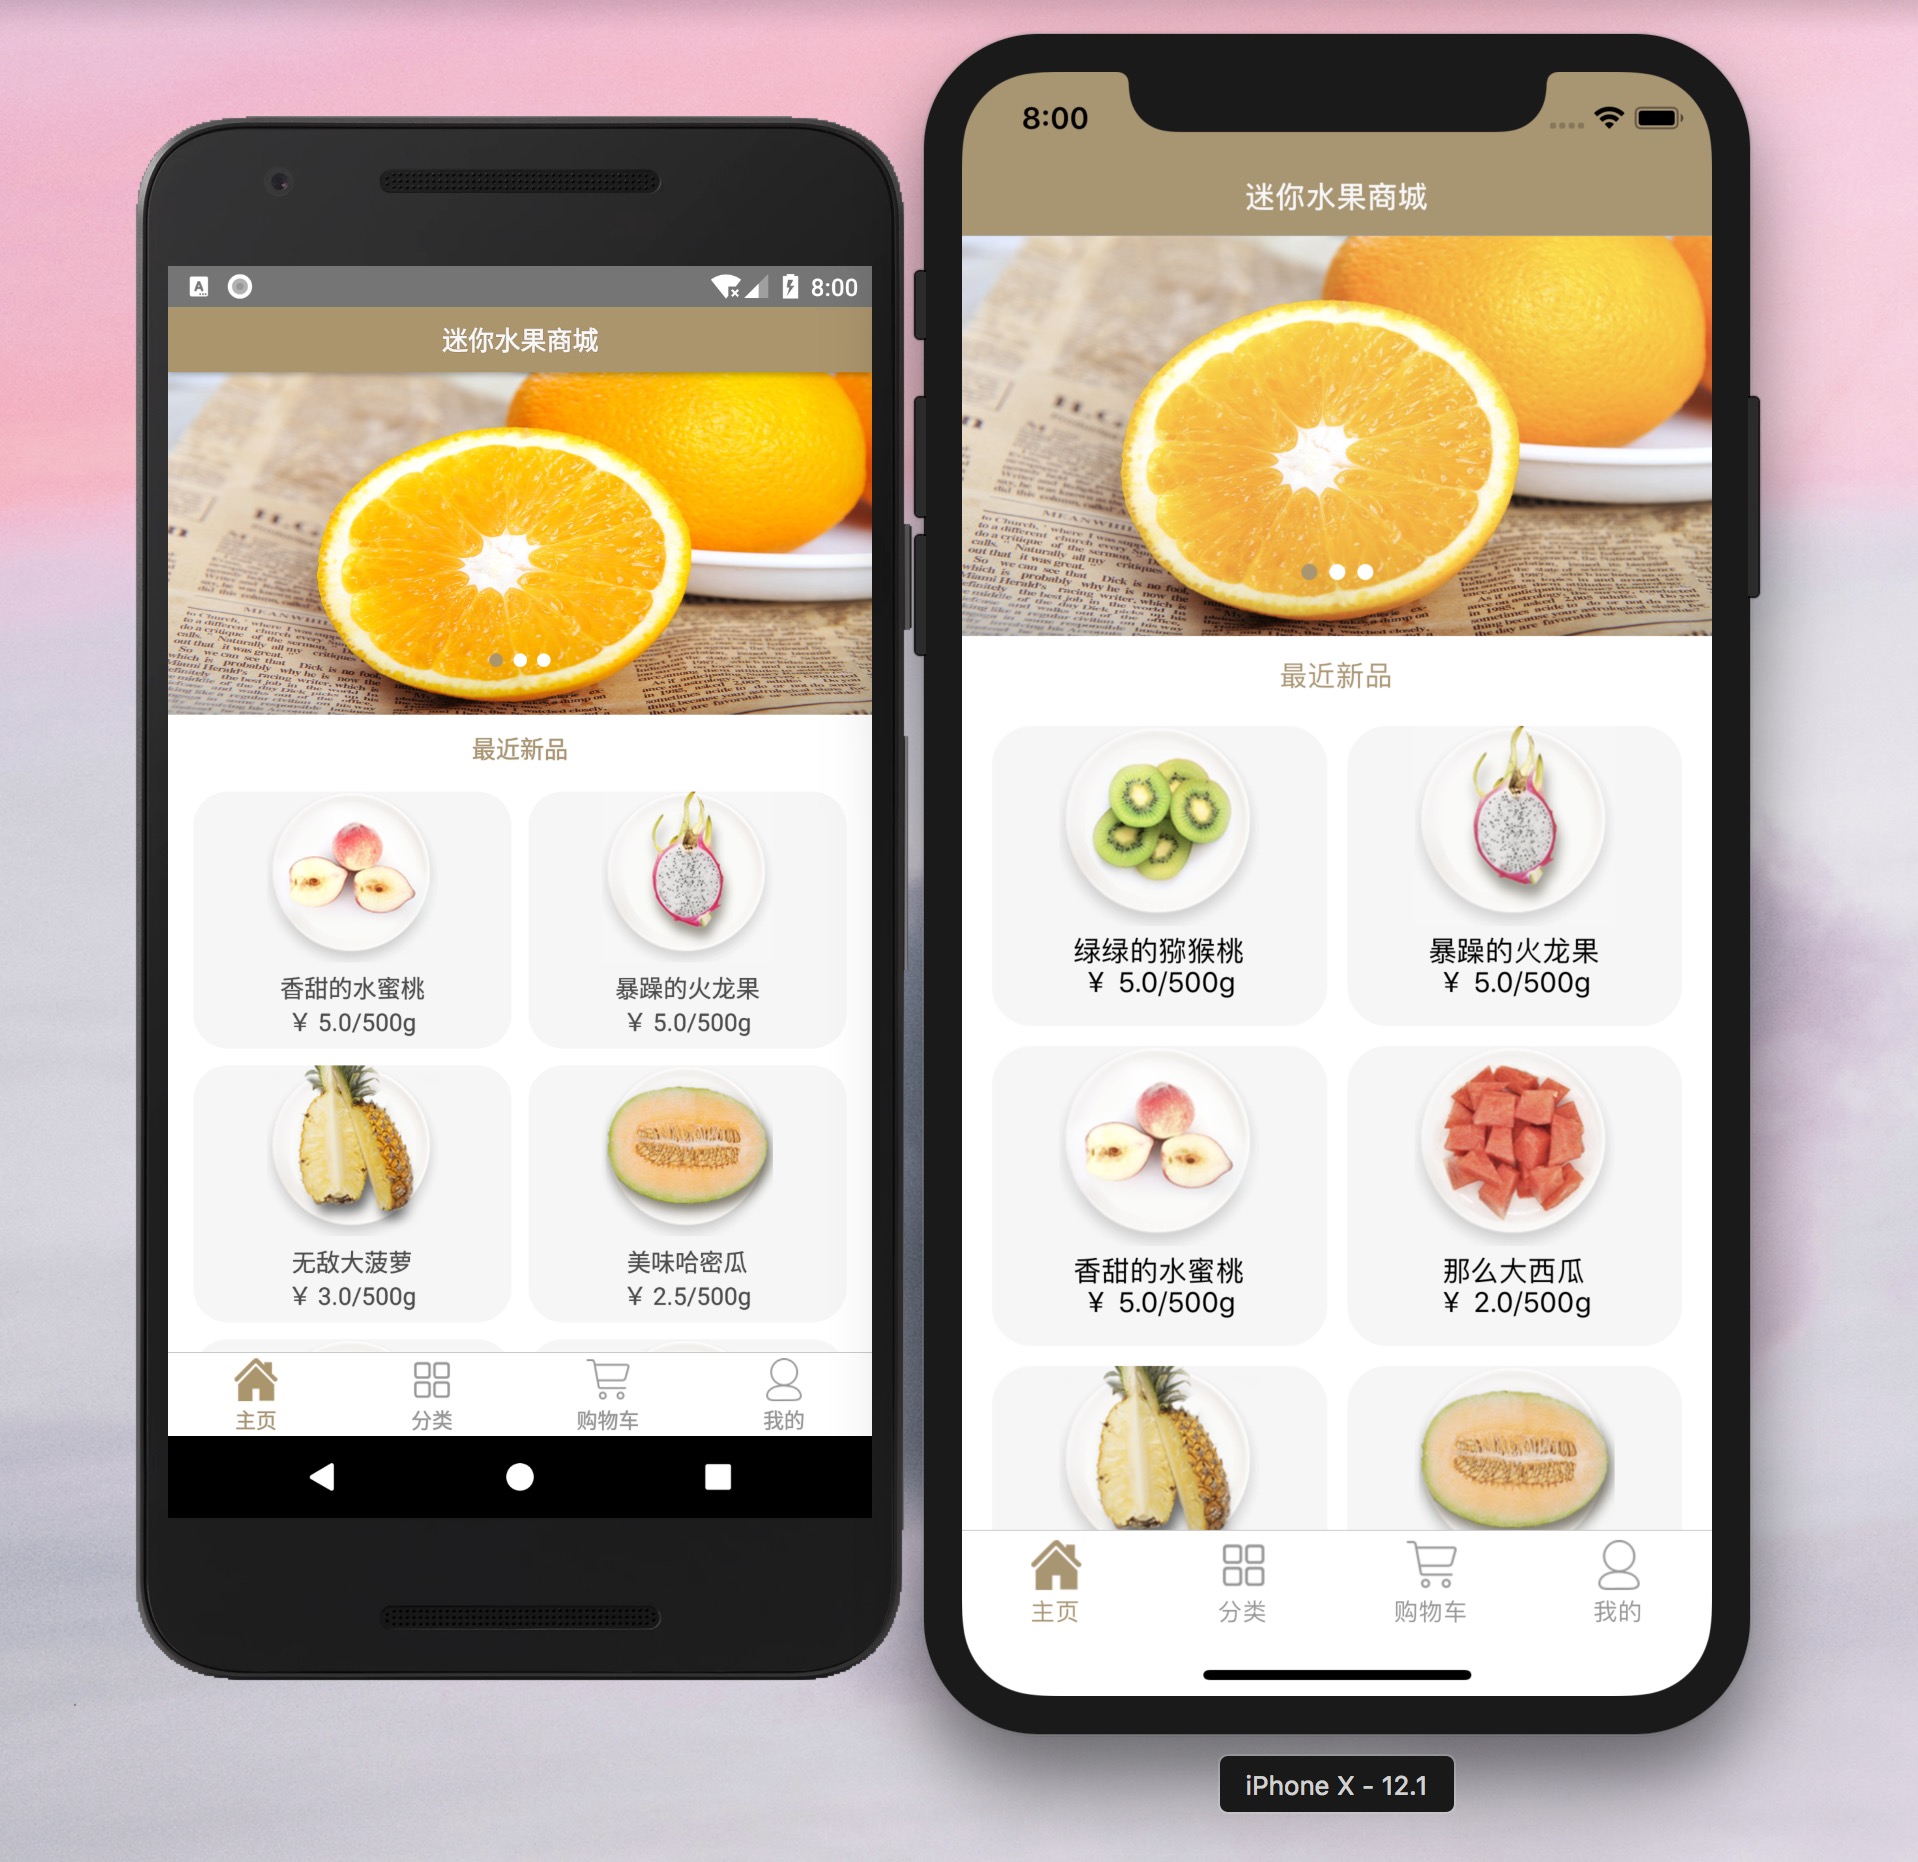 8:00
迷你水果商城
最近新品
香甜的水蜜桃
¥ 5.0/500g
暴躁的火龙果
¥ 5.0/500g
无敌大菠萝
¥ 3.0/500g
美味哈密瓜
¥ 2.5/500g
主页
分类
购物车
我的
8:00
迷你水果商城
MEANWHIL
最近新品
绿绿的猕猴桃
¥ 5.0/500g
暴躁的火龙果
¥ 5.0/500g
香甜的水蜜桃
¥ 5.0/500g
那么大西瓜
¥ 2.0/500g
主页
分类
购物车
我的
iPhone X - 12.1